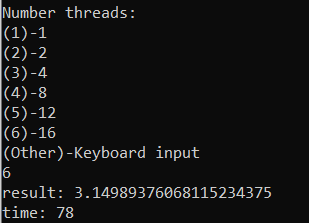 Number threads:
(1)-1
(2)-2
(3)-4
(4)-8
(5)-12
(6)-16
(Other)-Keyboard input
6
result: 3.14989376068115234375
time: 78